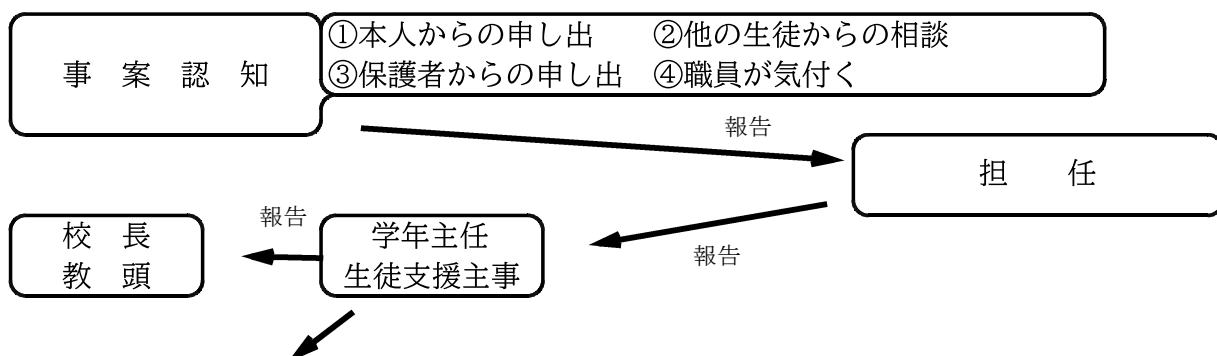 ①本人からの申し出　　②他の生徒からの相談
事　案　認　知
③保護者からの申し出　④職員が気付く
報告
担　　任
報告
校　長
学年主任
報告
教　頭
生徒支援主事